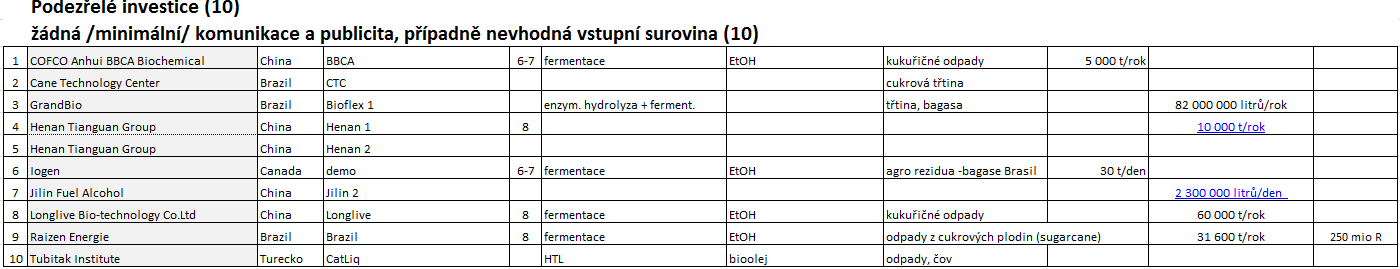 Podezřelé investice (10)
žádná /minimální/ komunikace a publicita, případně nevhodná vstupní surovina (10)
1 COFCO Anhui BBCA Biochemical China BBCA 6-7 fermentace EtOH kukuřičné odpady 5 000 t/rok
2 Cane Technology Center Brazil CTC cukrová třtina
3 GrandBio Brazil Bioflex 1 enzym. hydrolyza + ferment. třtina, bagasa 82 000 000 litrů/rok
4 Henan Tianguan Group China Henan 1 8 10 000 t/rok
5 Henan Tianguan Group China Henan 2
6 Iogen Canada demo 6-7 fermentace EtOH agro rezidua -bagase Brasil 30 t/den
7 Jilin Fuel Alcohol China Jilin 2 2 300 000 litrů/den
8 Longlive Bio-technology Co.Ltd China Longlive 8 fermentace EtOH kukuřičné odpady 60 000 t/rok
9 Raizen Energie Brazil Brazil 8 fermentace EtOH odpady z cukrových plodin (sugarcane) 31 600 t/rok 250 mio R
10 Tubitak Institute Turecko CatLiq HTL bioolej odpady, čov